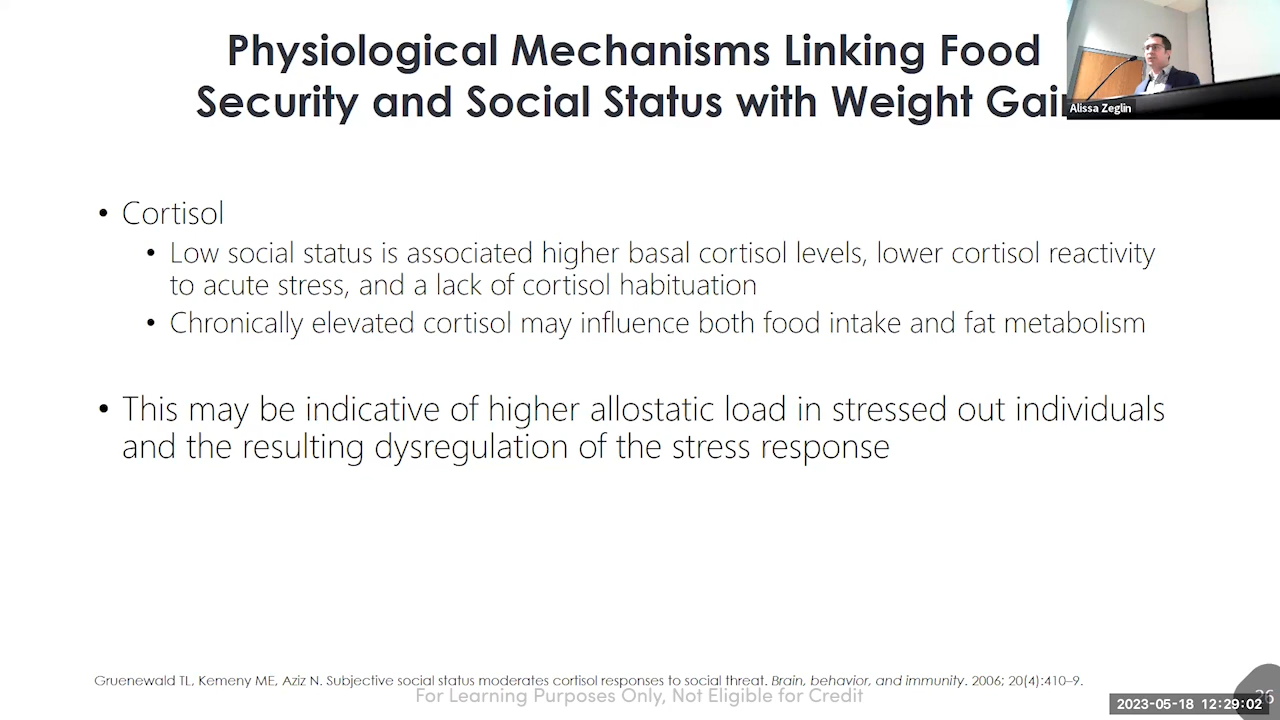 Physiological Mechanisms Linking Food
Security and Social Status with Weight Gain
Alissa Zeglin
• Cortisol
• Low social status is associated higher basal cortisol levels, lower cortisol reactivity
to acute stress, and a lack of cortisol habituation
• Chronically elevated cortisol may influence both food intake and fat metabolism
• This may be indicative of higher allostatic load in stressed out individuals
and the resulting dysregulation of the stress response
Gruenewald TL, Kemeny ME, Aziz N. Subjective social status moderates cortisol responses to social threat. Brain, behavior, and immunity. 2006; 20(4):410–9.
For Learning Purposes Only, Not Eligible for Credit
26
2023-05-18 12:29:02